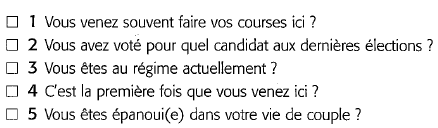 ☐ 1 Vous venez souvent faire vos courses ici ?
☐ 2 Vous avez voté pour quel candidat aux dernières élections ?
☐ 3 Vous êtes au régime actuellement ?
☐ 4 C'est la première fois que vous venez ici ?
☐ 5 Vous êtes épanoui(e) dans votre vie de couple ?